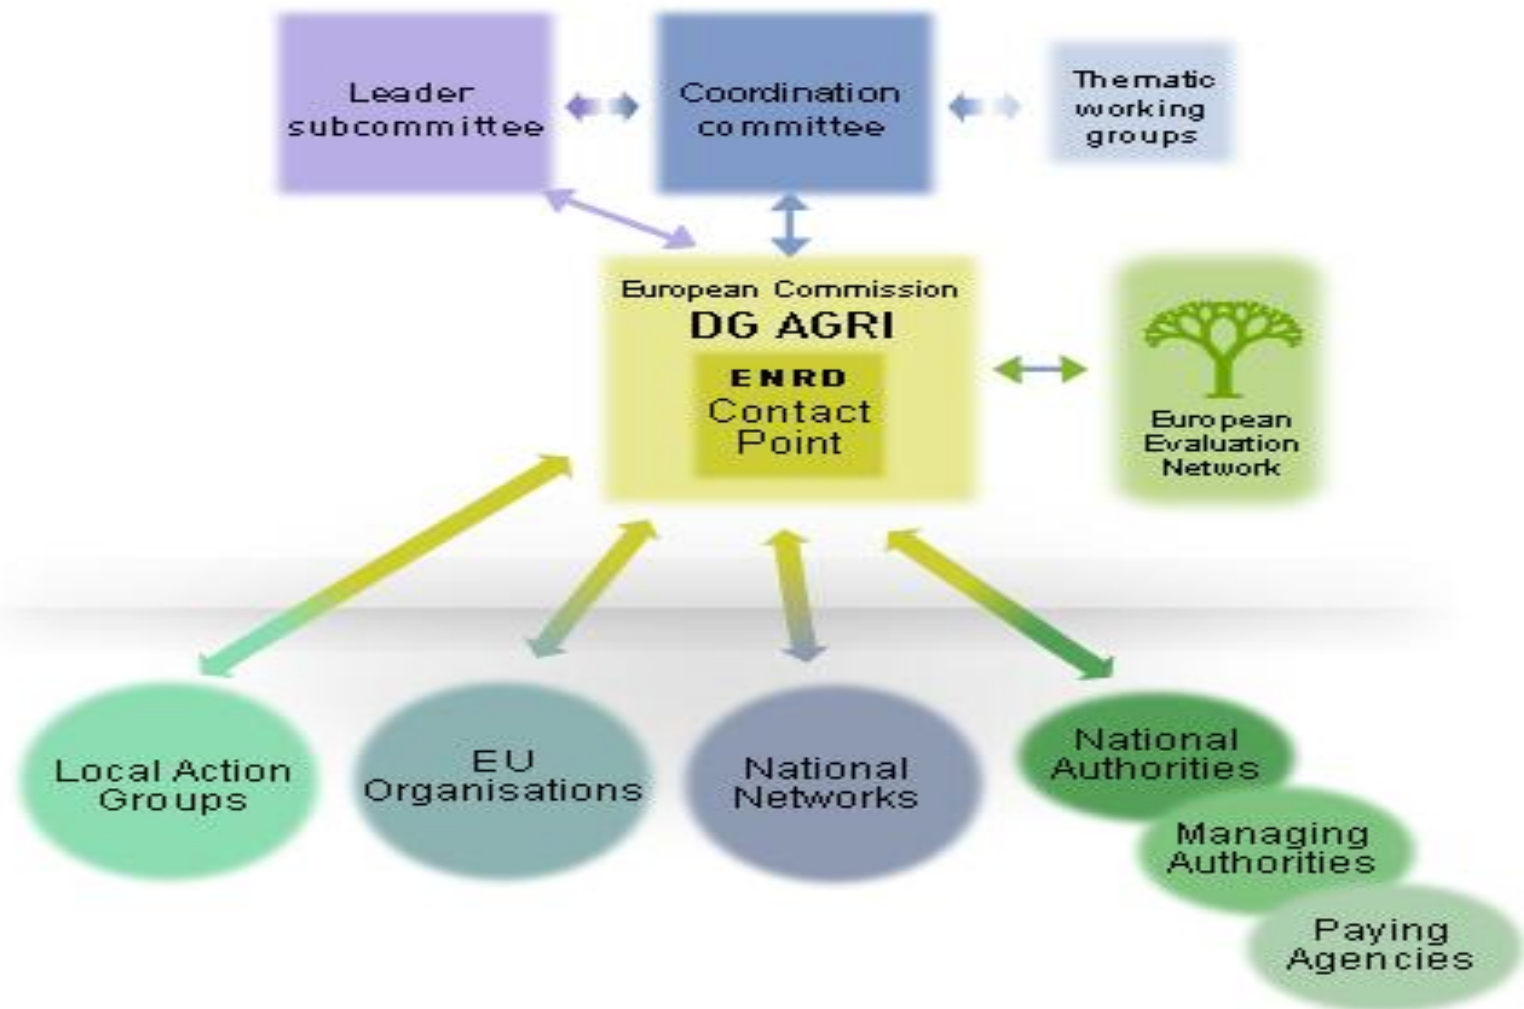 Leader
subcommittee
Coordination
committee
Thematic
working
groups
European Commission
DG AGRI
ENRD
Contact
Point
European
Evaluation
Network
Local Action
Groups
EU
Organisations
National
Networks
National
Authorities
Managing
Authorities
Paying
Agencies